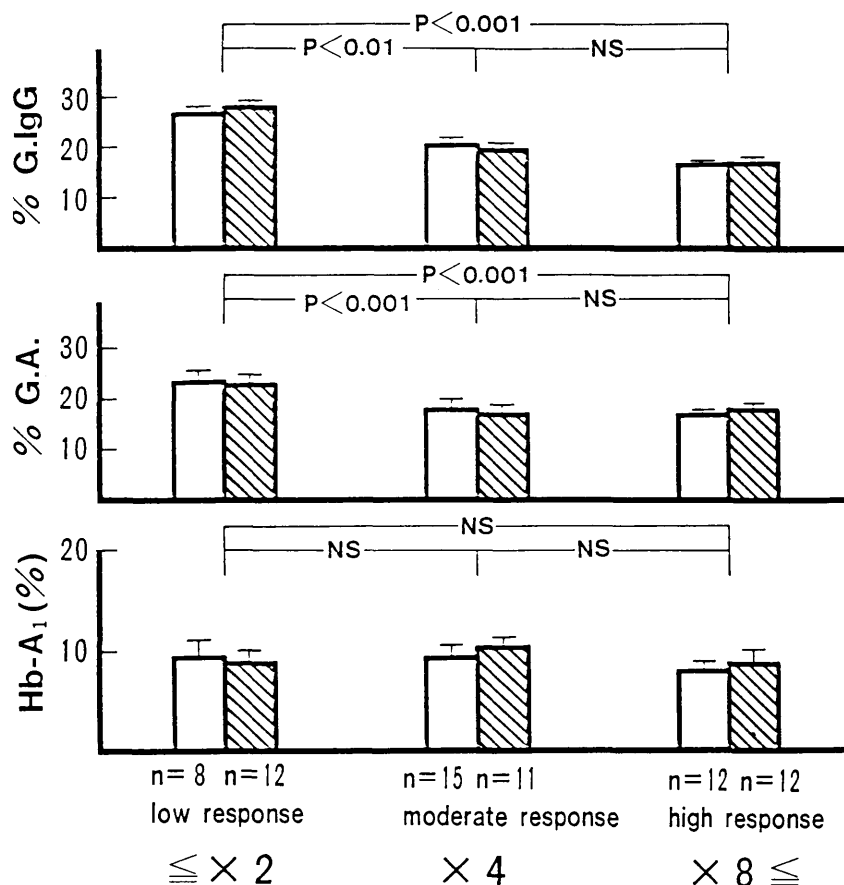 P<0.001
P<0.01 NS
% G.IgG
30
20
10
P<0.001
P<0.001 NS
% G.A.
30
20
10
NS
NS NS
Hb-A₁ (%)
20
10
n= 8 n=12 n=15 n=11 n=12 n=12
low response moderate response high response
≦ × 2 × 4 × 8 ≦